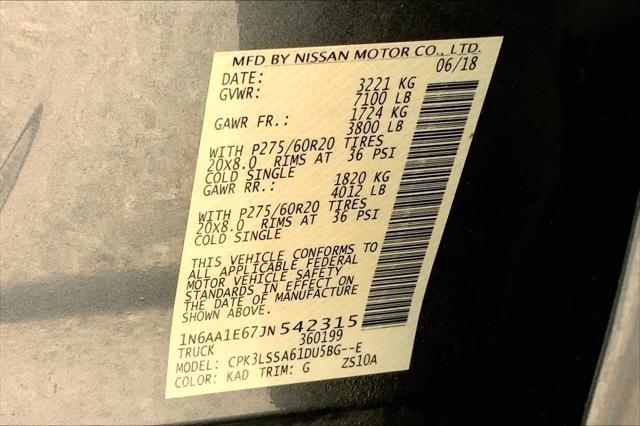 MFD BY NISSAN MOTOR CO., LTD.
DATE: 06/18
GVWR: 3221 KG
7100 LB
GAWR FR.: 1724 KG
3800 LB
WITH P275/60R20 TIRES
20X8.0 RIMS AT 36 PSI
COLD SINGLE
GAWR RR.: 1820 KG
4012 LB
WITH P275/60R20 TIRES
20X8.0 RIMS AT 36 PSI
COLD SINGLE
THIS VEHICLE CONFORMS TO
ALL APPLICABLE FEDERAL
MOTOR VEHICLE SAFETY
STANDARDS IN EFFECT ON
THE DATE OF MANUFACTURE
SHOWN ABOVE.
1N6AA1E67JN542315
TRUCK 360199
MODEL: CPK3LSSA61DU5BG--E
COLOR: KAD TRIM: G ZS10A